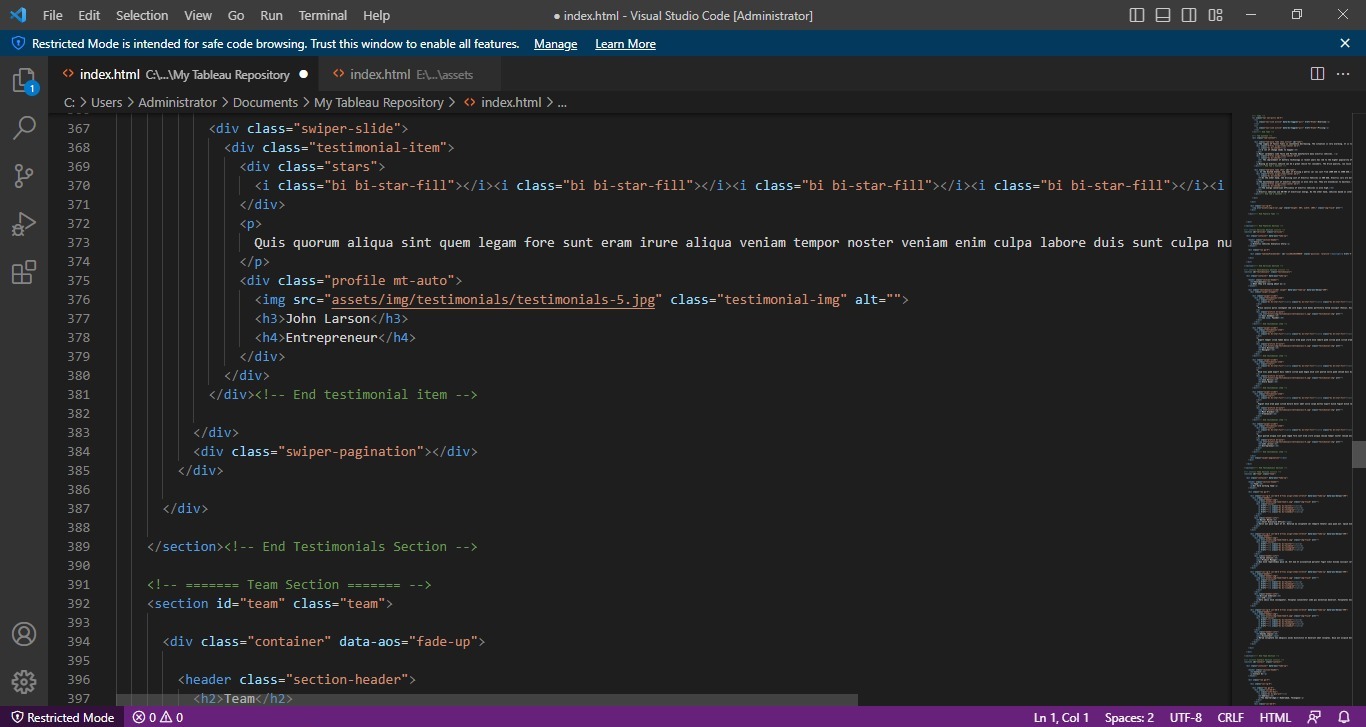 File Edit Selection View Go Run Terminal Help ● index.html - Visual Studio Code [Administrator]
Restricted Mode is intended for safe code browsing. Trust this window to enable all features. Manage Learn More
1
<> index.html C:\...\My Tableau Repository ● <> index.html E:\...\assets
C: > Users > Administrator > Documents > My Tableau Repository > <> index.html > ...
367 <div class="swiper-slide">
368 <div class="testimonial-item">
369 <div class="stars">
370 <i class="bi bi-star-fill"></i><i class="bi bi-star-fill"></i><i class="bi bi-star-fill"></i><i class="bi bi-star-fill"></i><i
371 </div>
372 <p>
373 Quis quorum aliqua sint quem legam fore sunt eram irure aliqua veniam tempor noster veniam enim culpa labore duis sunt culpa nu
374 </p>
375 <div class="profile mt-auto">
376 <img src="assets/img/testimonials/testimonials-5.jpg" class="testimonial-img" alt="">
377 <h3>John Larson</h3>
378 <h4>Entrepreneur</h4>
379 </div>
380 </div>
381 </div><!-- End testimonial item -->
382
383 </div>
384 <div class="swiper-pagination"></div>
385 </div>
386
387 </div>
388
389 </section><!-- End Testimonials Section -->
390
391 <!-- ======= Team Section ======= -->
392 <section id="team" class="team">
393
394 <div class="container" data-aos="fade-up">
395
396 <header class="section-header">
397 <h2>Team</h2>
Restricted Mode 0 0 Ln 1, Col 1 Spaces: 2 UTF-8 CRLF HTML